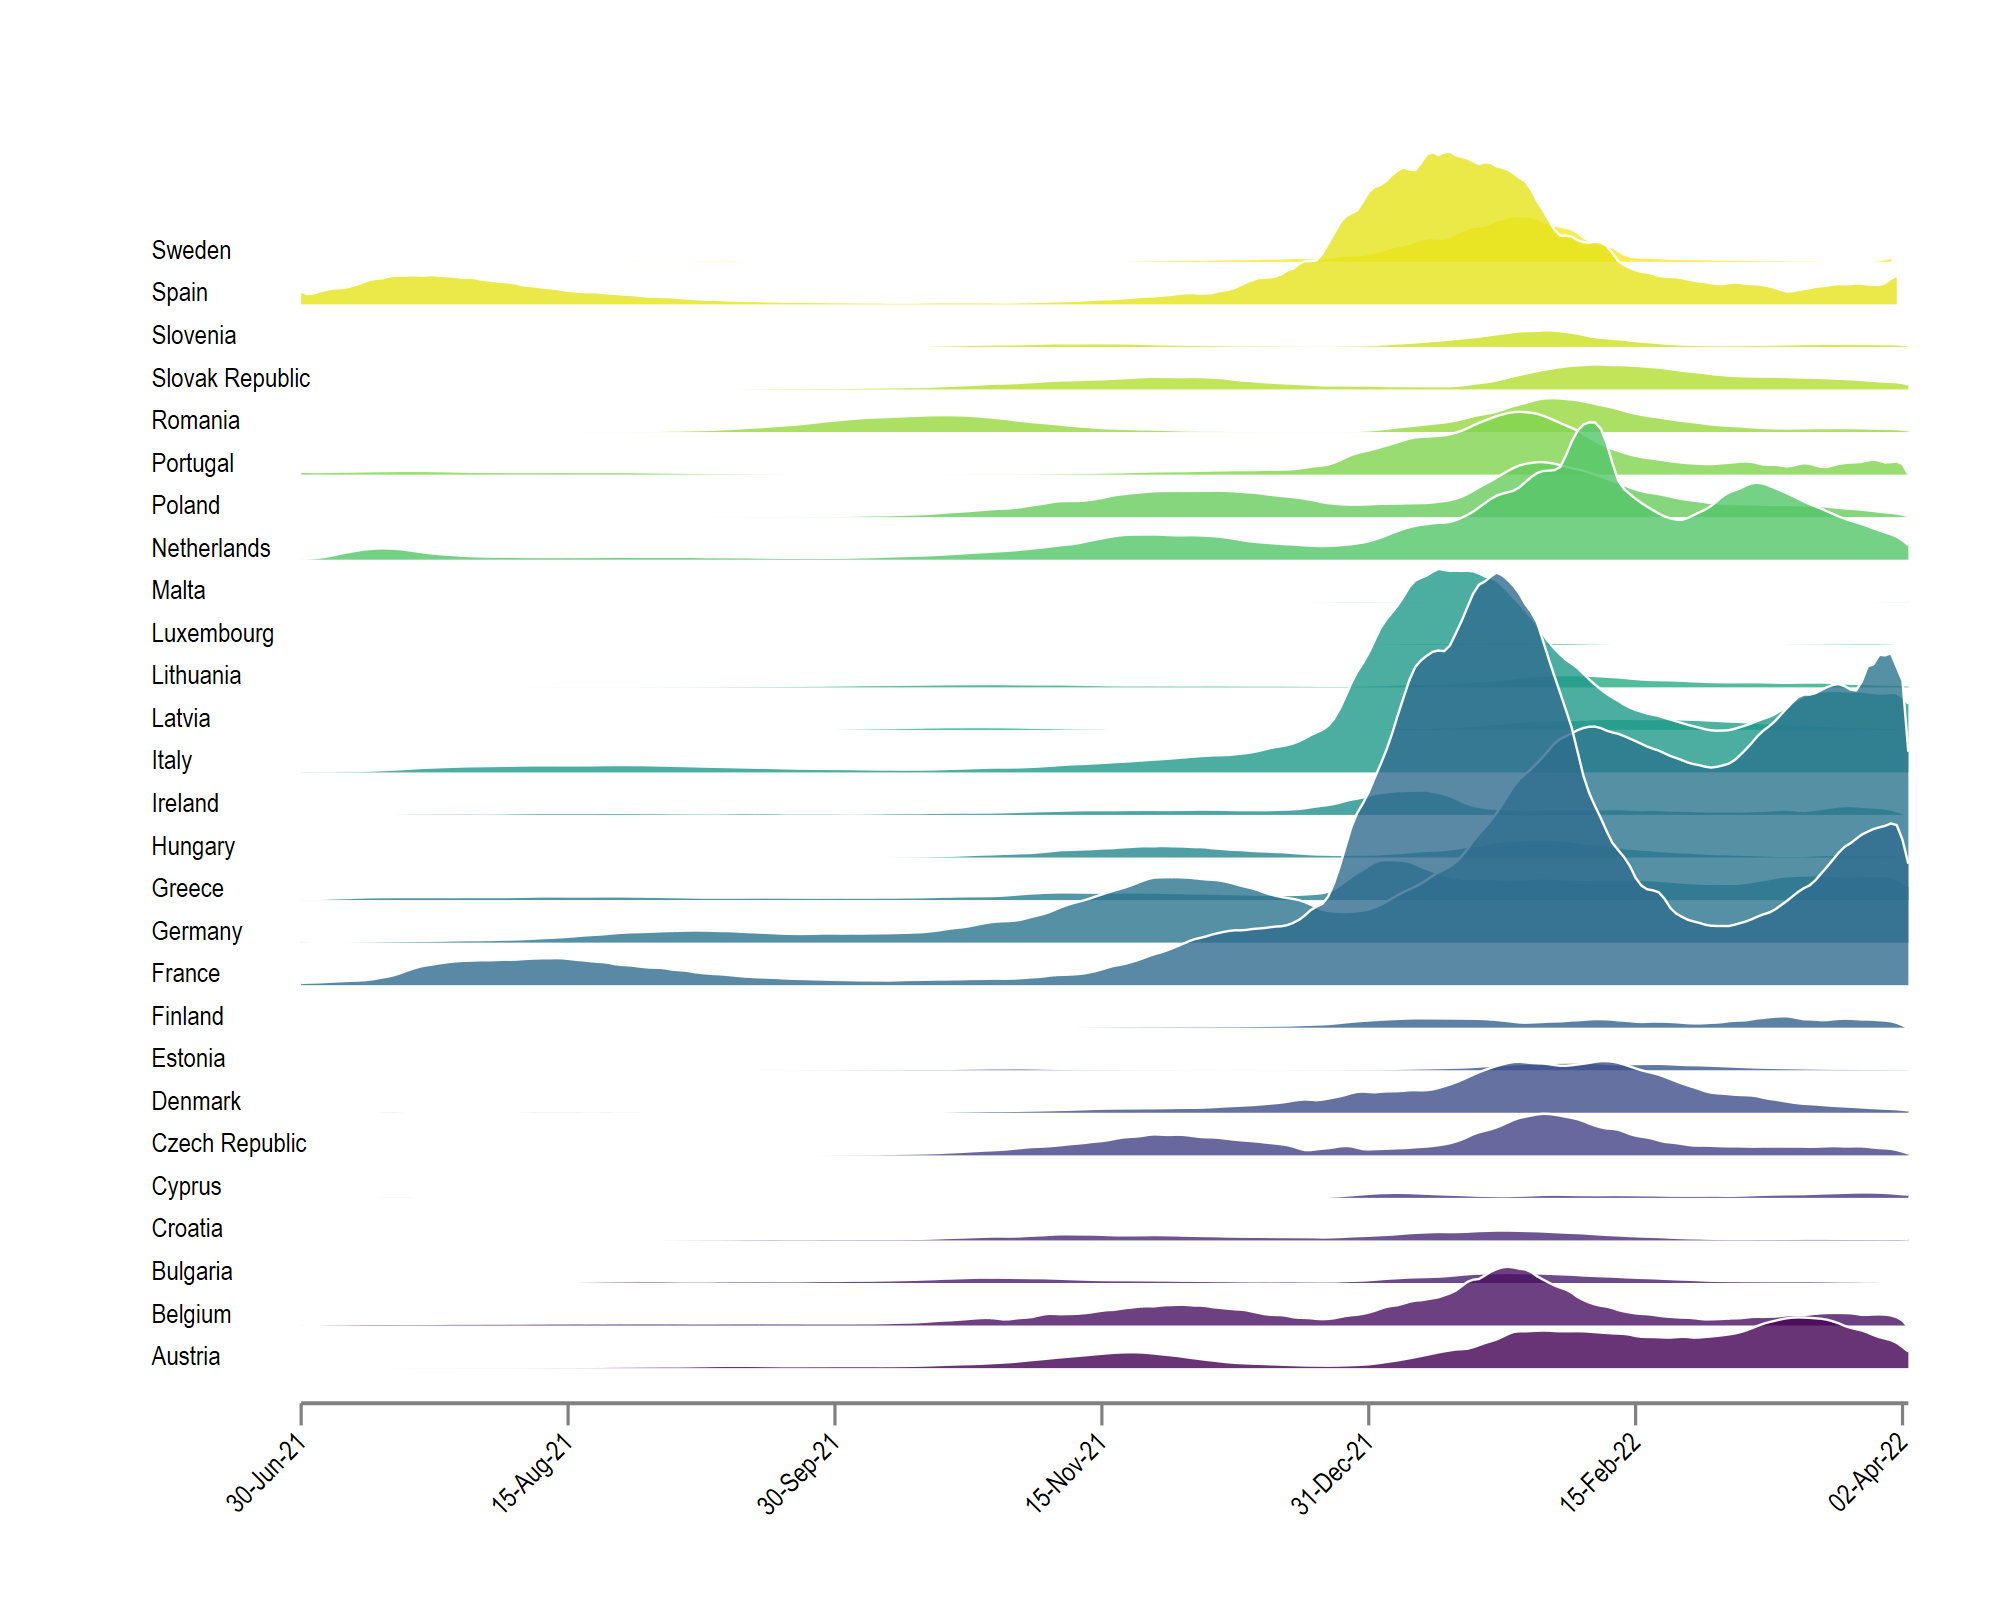 Sweden
Spain
Slovenia
Slovak Republic
Romania
Portugal
Poland
Netherlands
Malta
Luxembourg
Lithuania
Latvia
Italy
Ireland
Hungary
Greece
Germany
France
Finland
Estonia
Denmark
Czech Republic
Cyprus
Croatia
Bulgaria
Belgium
Austria
30-Jun-21
15-Aug-21
30-Sep-21
15-Nov-21
31-Dec-21
15-Feb-22
02-Apr-22